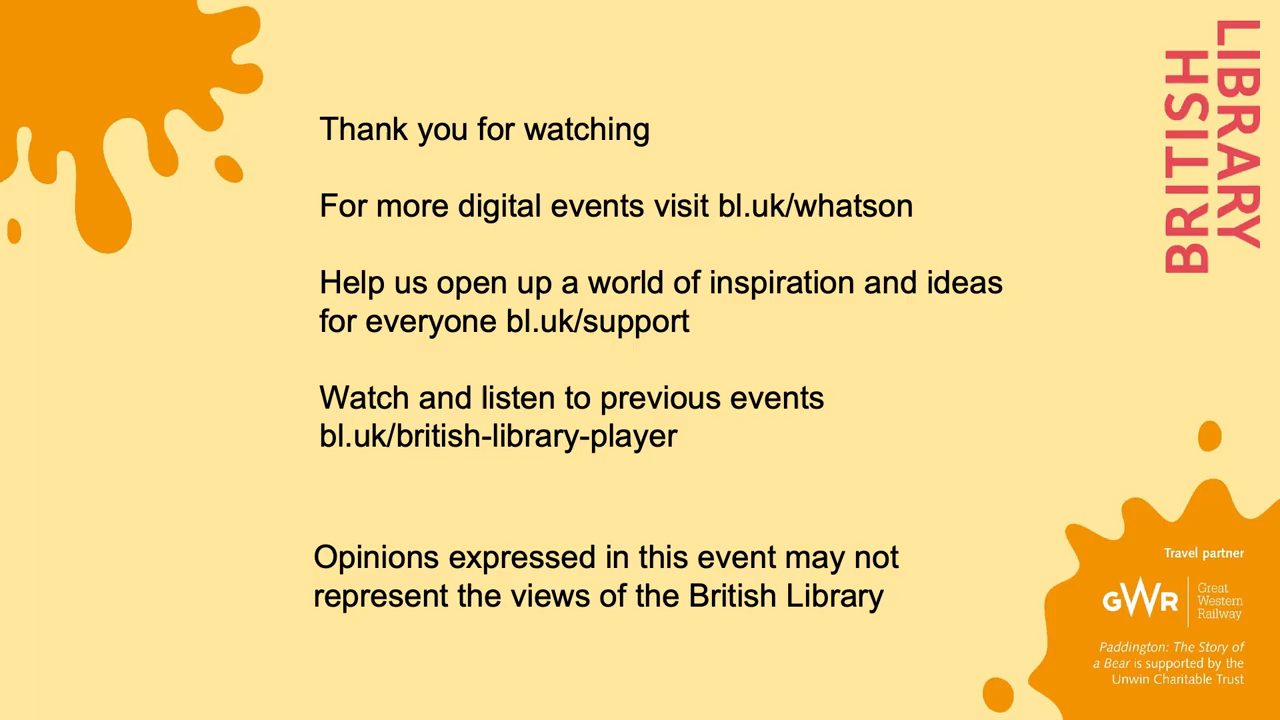 Thank you for watching
For more digital events visit bl.uk/whatson
Help us open up a world of inspiration and ideas
for everyone bl.uk/support
Watch and listen to previous events
bl.uk/british-library-player
Opinions expressed in this event may not
represent the views of the British Library
LIBRARY
BRITISH
Travel partner
GWR
Great
Western
Railway
Paddington: The Story of
a Bear is supported by the
Unwin Charitable Trust